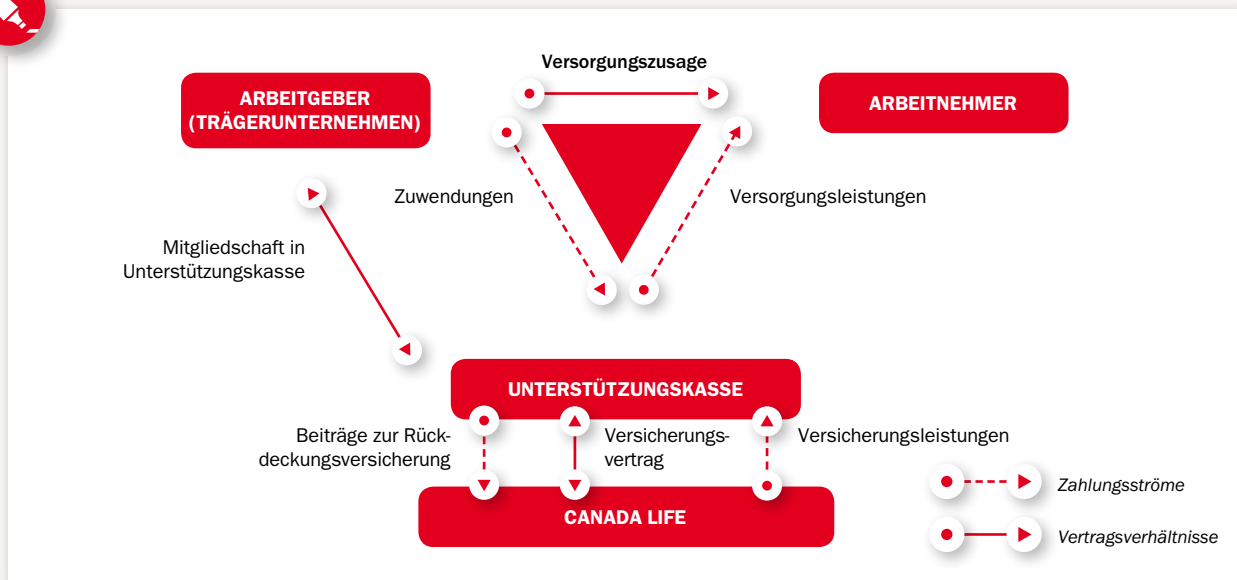 Versorgungszusage
ARBEITGEBER
(TRÄGERUNTERNEHMEN)
ARBEITNEHMER
Zuwendungen
Versorgungsleistungen
Mitgliedschaft in
Unterstützungskasse
UNTERSTÜTZUNGSKASSE
Beiträge zur Rück-
deckungsversicherung
Versicherungs-
vertrag
Versicherungsleistungen
CANADA LIFE
Zahlungsströme
Vertragsverhältnisse